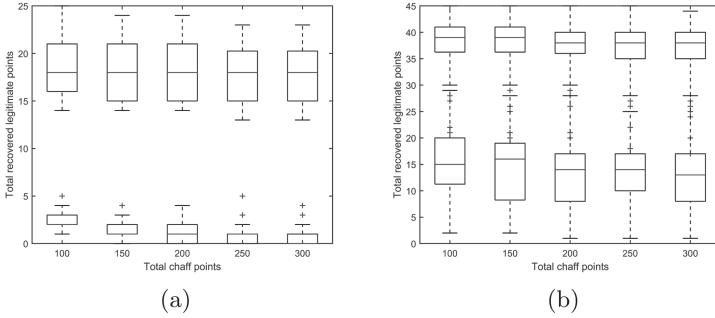 25
20
15
10
5
0
Total recovered legitimate points
100 150 200 250 300
Total chaff points
(a)
45
40
35
30
25
20
15
10
5
0
Total recovered legitimate points
100 150 200 250 300
Total chaff points
(b)